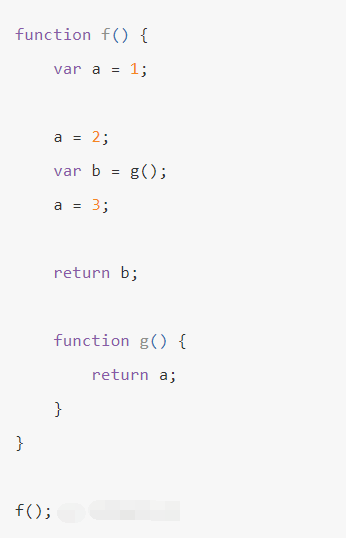 function f() {
    var a = 1;

    a = 2;
    var b = g();
    a = 3;

    return b;

    function g() {
        return a;
    }
}

f();